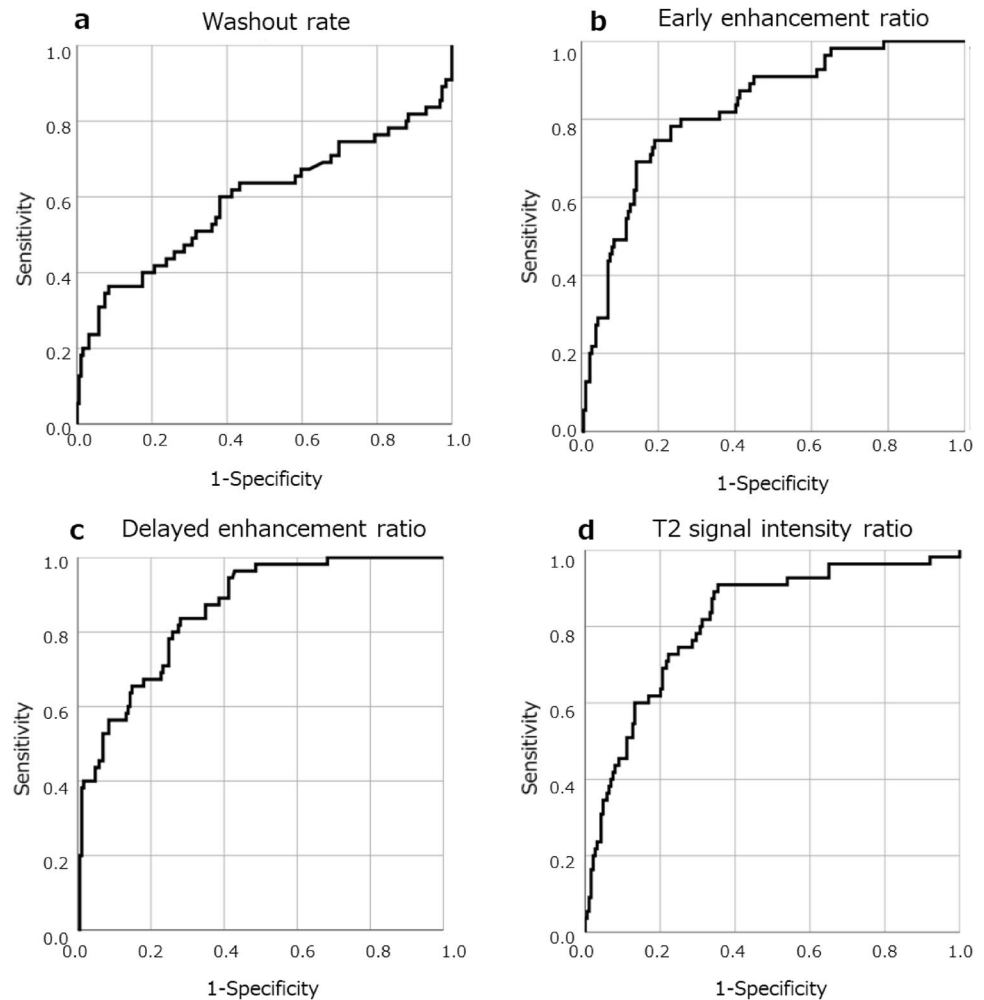 a Washout rate
1.0
0.8
0.6
0.4
0.2
0.0
Sensitivity
0.0 0.2 0.4 0.6 0.8 1.0
1-Specificity
b Early enhancement ratio
1.0
0.8
0.6
0.4
0.2
0.0
Sensitivity
0.0 0.2 0.4 0.6 0.8 1.0
1-Specificity
c Delayed enhancement ratio
1.0
0.8
0.6
0.4
0.2
0.0
Sensitivity
0.0 0.2 0.4 0.6 0.8 1.0
1-Specificity
d T2 signal intensity ratio
1.0
0.8
0.6
0.4
0.2
0.0
Sensitivity
0.0 0.2 0.4 0.6 0.8 1.0
1-Specificity